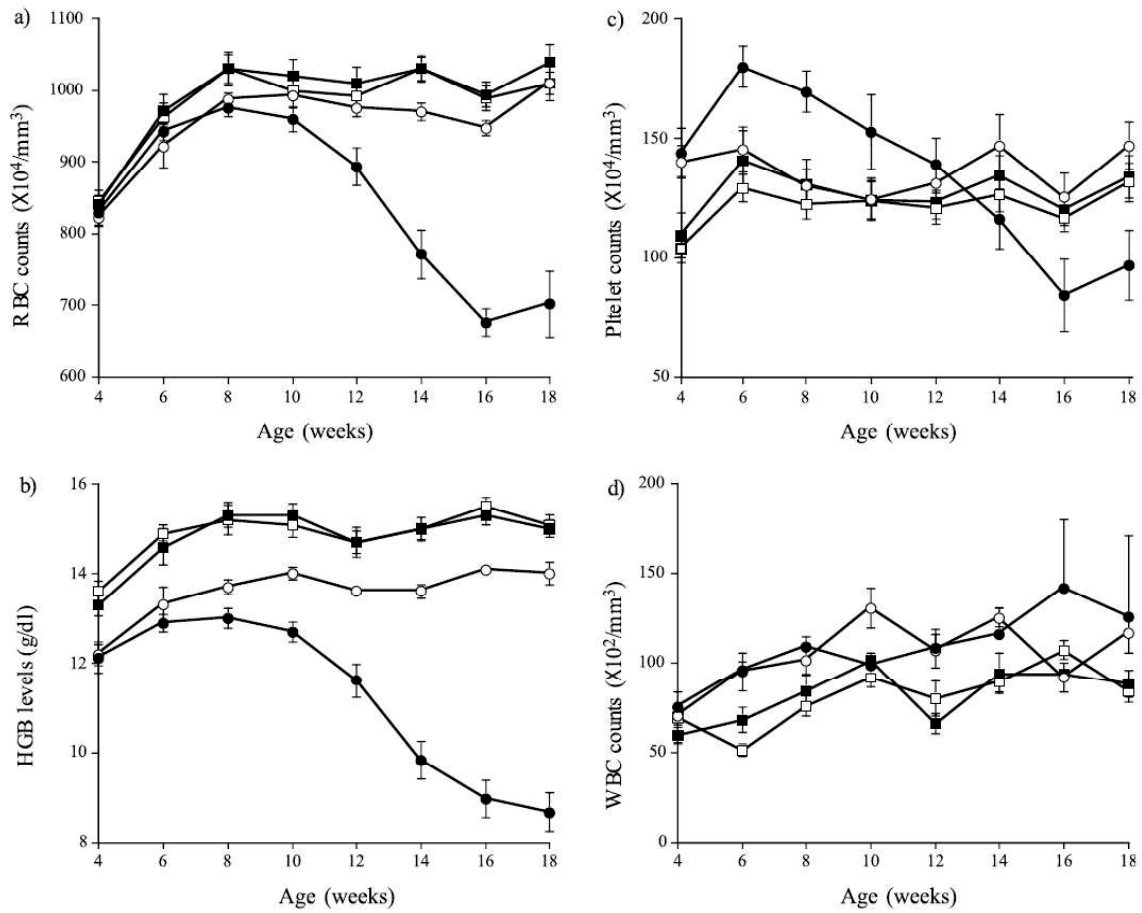 a)
RBC counts (X10⁴/mm³)
1100
1000
900
800
700
600
4 6 8 10 12 14 16 18
Age (weeks)
c)
Pltelet counts (X10⁴/mm³)
200
150
100
50
4 6 8 10 12 14 16 18
Age (weeks)
b)
HGB levels (g/dl)
16
14
12
10
8
4 6 8 10 12 14 16 18
Age (weeks)
d)
WBC counts (X10²/mm³)
200
150
100
50
0
4 6 8 10 12 14 16 18
Age (weeks)